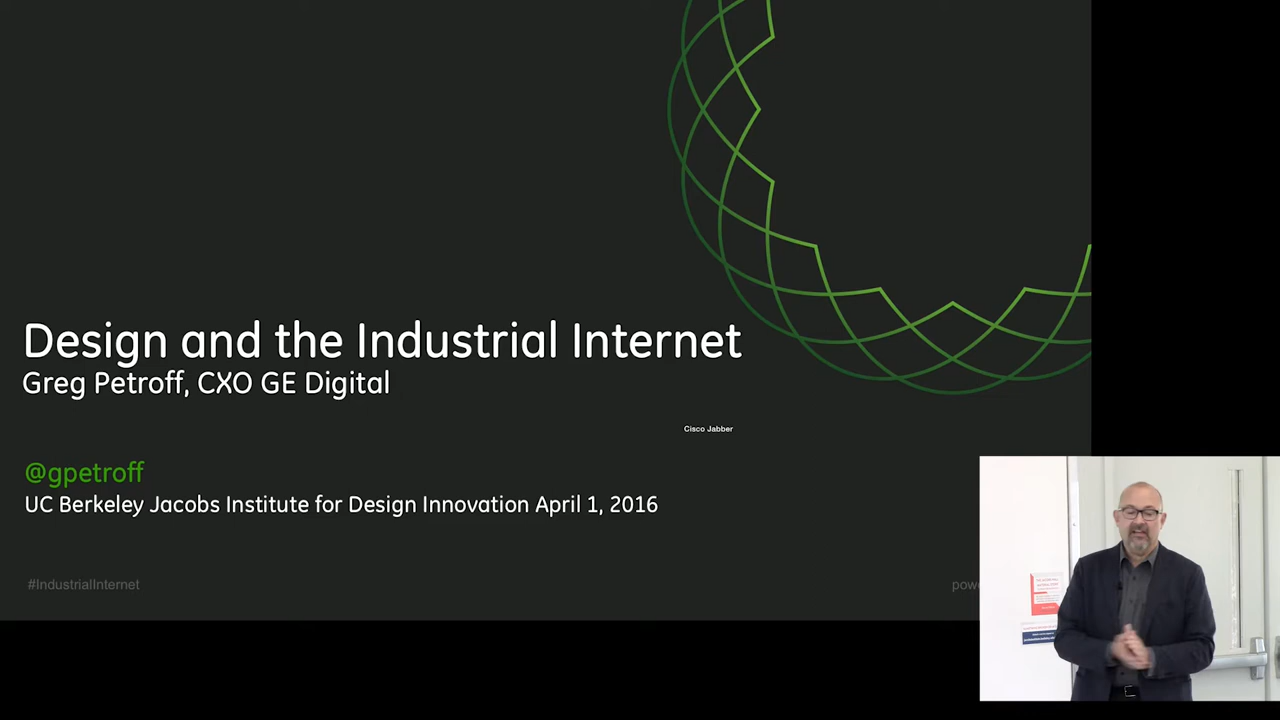 Design and the Industrial Internet
Greg Petroff, CXO GE Digital
Cisco Jabber
@gpetroff
UC Berkeley Jacobs Institute for Design Innovation April 1, 2016
#IndustrialInternet